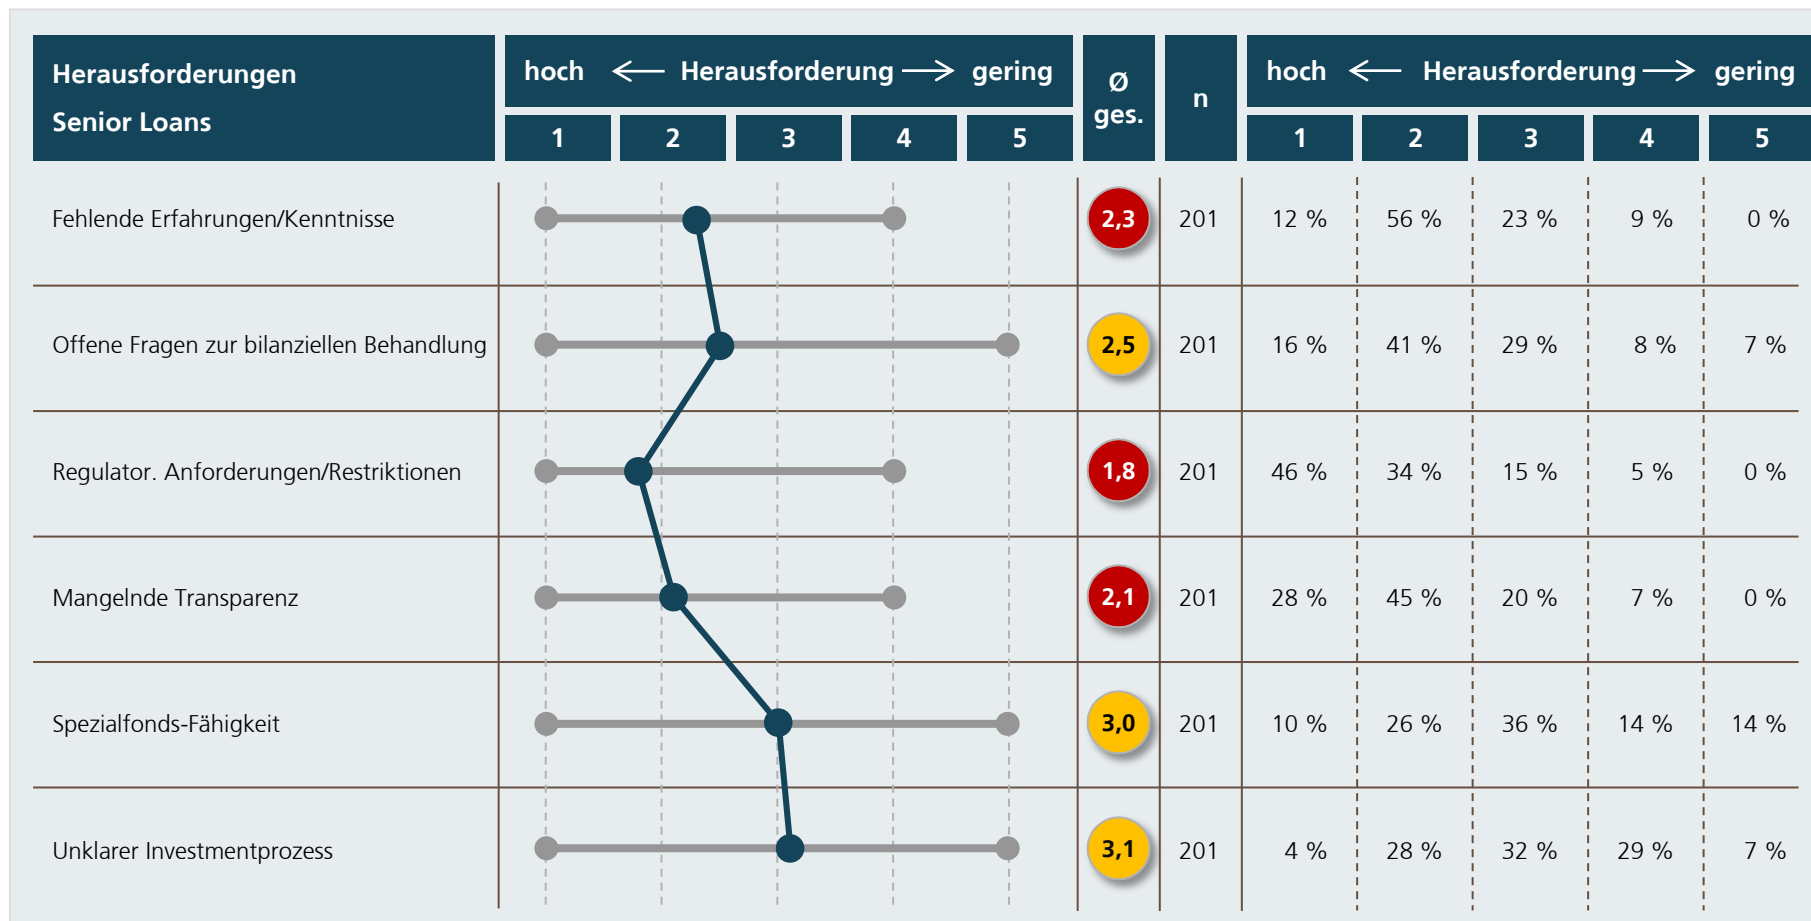 Herausforderungen
Senior Loans
hoch ← Herausforderung → gering
1 2 3 4 5
Ø
ges.
n
hoch ← Herausforderung → gering
1 2 3 4 5
Fehlende Erfahrungen/Kenntnisse 2,3 201 12 % 56 % 23 % 9 % 0 %
Offene Fragen zur bilanziellen Behandlung 2,5 201 16 % 41 % 29 % 8 % 7 %
Regulator. Anforderungen/Restriktionen 1,8 201 46 % 34 % 15 % 5 % 0 %
Mangelnde Transparenz 2,1 201 28 % 45 % 20 % 7 % 0 %
Spezialfonds-Fähigkeit 3,0 201 10 % 26 % 36 % 14 % 14 %
Unklarer Investmentprozess 3,1 201 4 % 28 % 32 % 29 % 7 %